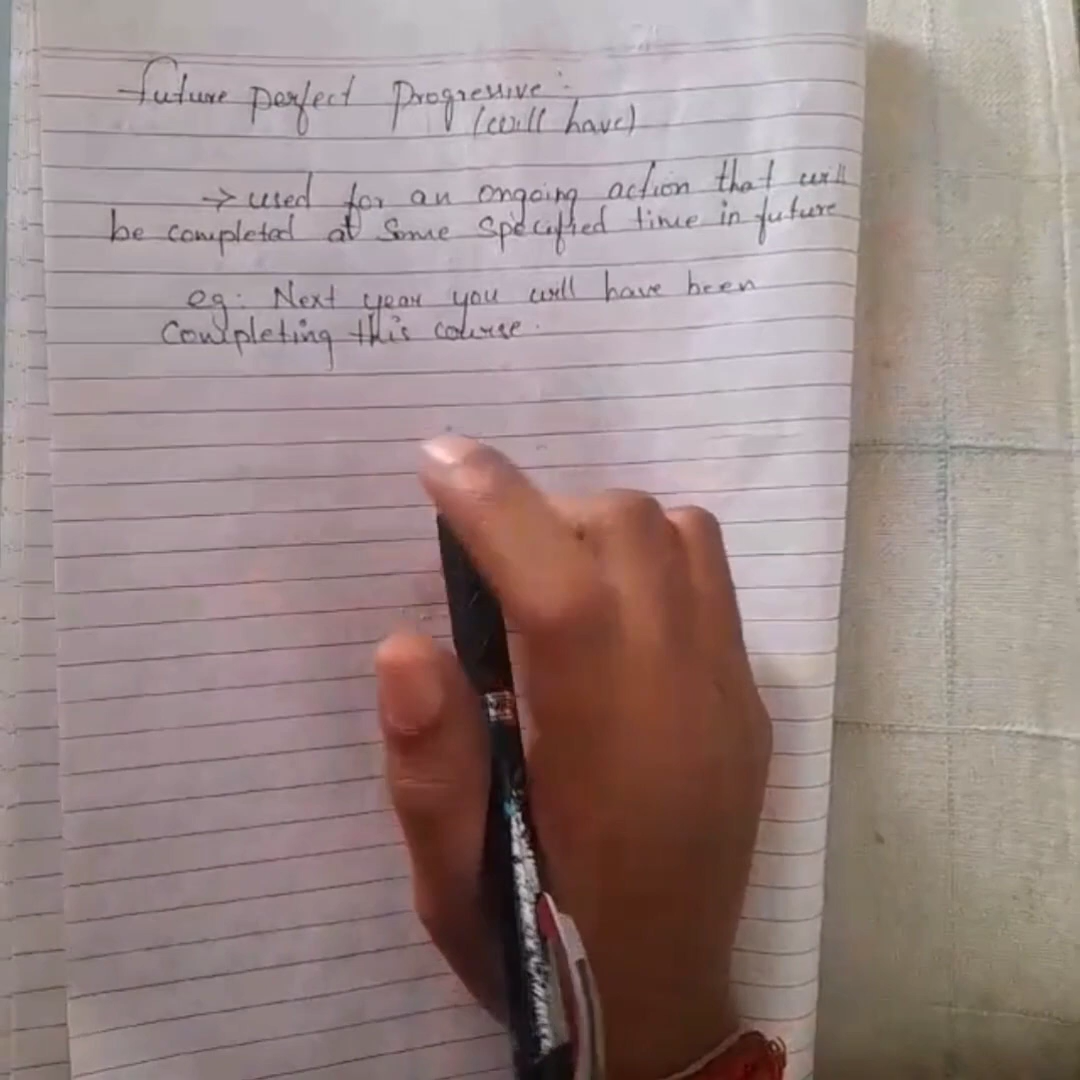 Future perfect Progressive :
(will have)
→ used for an ongoing action that will
be completed at Some Specified time in future
eg: Next year you will have been
Completing this course.